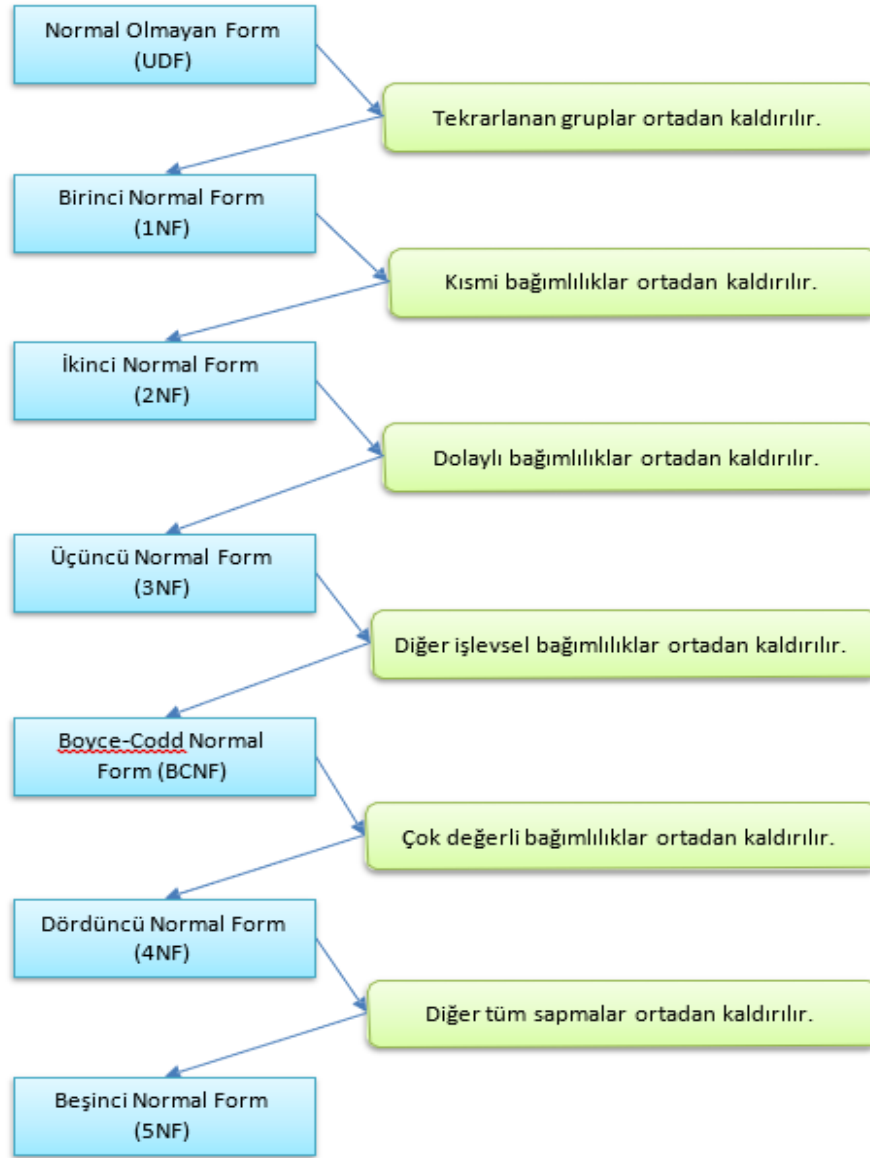 Normal Olmayan Form
(UDF)
Tekrarlanan gruplar ortadan kaldırılır.
Birinci Normal Form
(1NF)
Kısmi bağımlılıklar ortadan kaldırılır.
İkinci Normal Form
(2NF)
Dolaylı bağımlılıklar ortadan kaldırılır.
Üçüncü Normal Form
(3NF)
Diğer işlevsel bağımlılıklar ortadan kaldırılır.
Boyce-Codd Normal
Form (BCNF)
Çok değerli bağımlılıklar ortadan kaldırılır.
Dördüncü Normal Form
(4NF)
Diğer tüm sapmalar ortadan kaldırılır.
Beşinci Normal Form
(5NF)